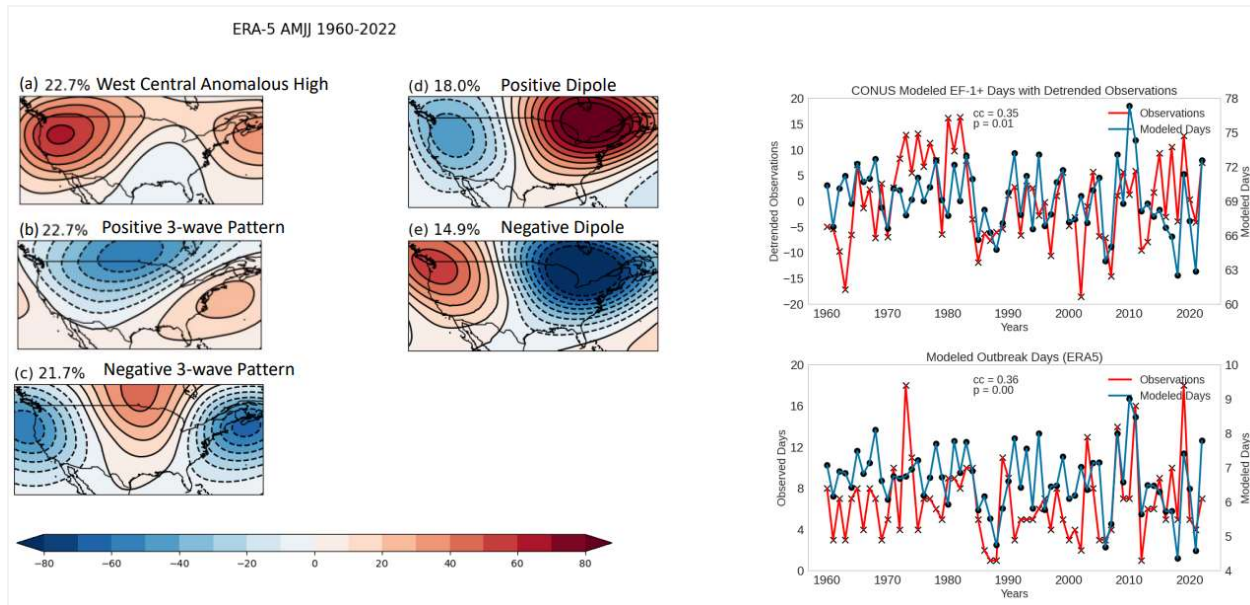 ERA-5 AMJJ 1960-2022
(a) 22.7% West Central Anomalous High
(b) 22.7% Positive 3-wave Pattern
(c) 21.7% Negative 3-wave Pattern
(d) 18.0% Positive Dipole
(e) 14.9% Negative Dipole
−80 −60 −40 −20 0 20 40 60 80
CONUS Modeled EF-1+ Days with Detrended Observations
cc = 0.35
p = 0.01
Observations
Modeled Days
Detrended Observations
20
15
10
5
0
−5
−10
−15
−20
78
75
72
69
66
63
60
Modeled Days
1960 1970 1980 1990 2000 2010 2020
Years
Modeled Outbreak Days (ERA5)
cc = 0.36
p = 0.00
Observations
Modeled Days
Observed Days
20
16
12
8
4
0
10
9
8
7
6
5
4
Modeled Days
1960 1970 1980 1990 2000 2010 2020
Years